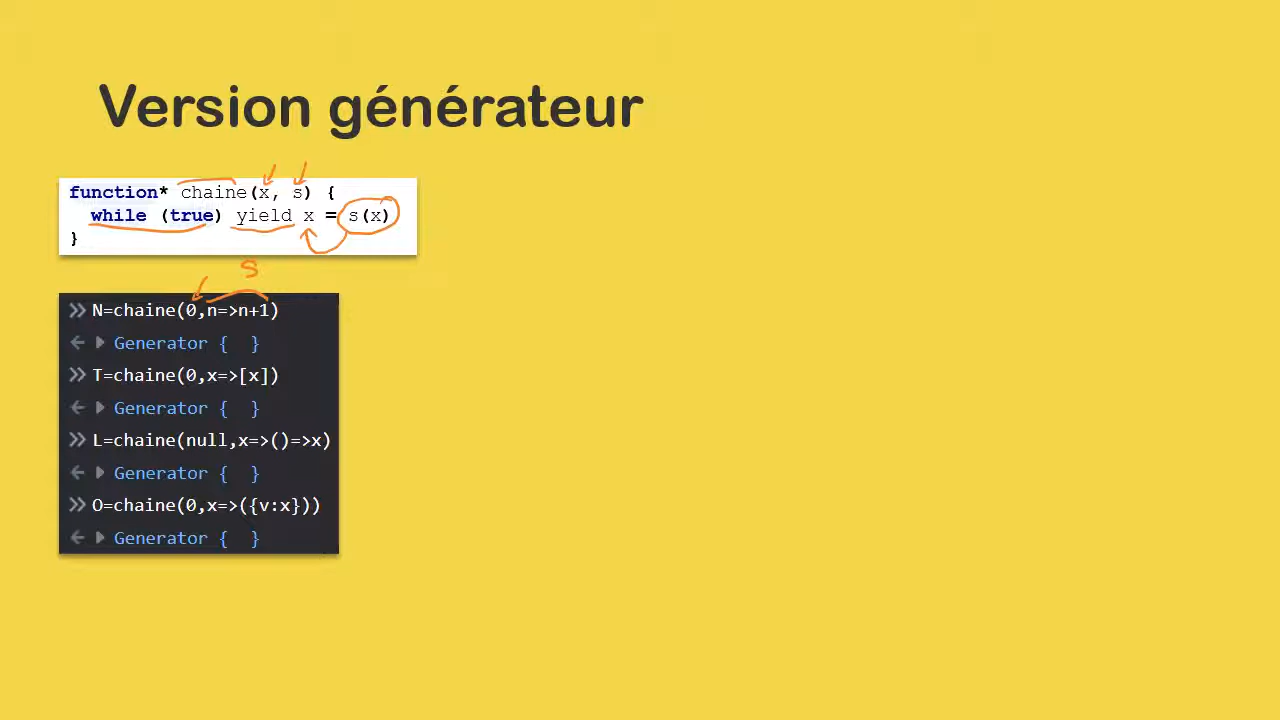 Version générateur
function* chaine(x, s) {
while (true) yield x = s(x)
}
s
>> N=chaine(0,n=>n+1)
← ▶ Generator { }
>> T=chaine(0,x=>[x])
← ▶ Generator { }
>> L=chaine(null,x=>()=>x)
← ▶ Generator { }
>> O=chaine(0,x=>({v:x}))
← ▶ Generator { }